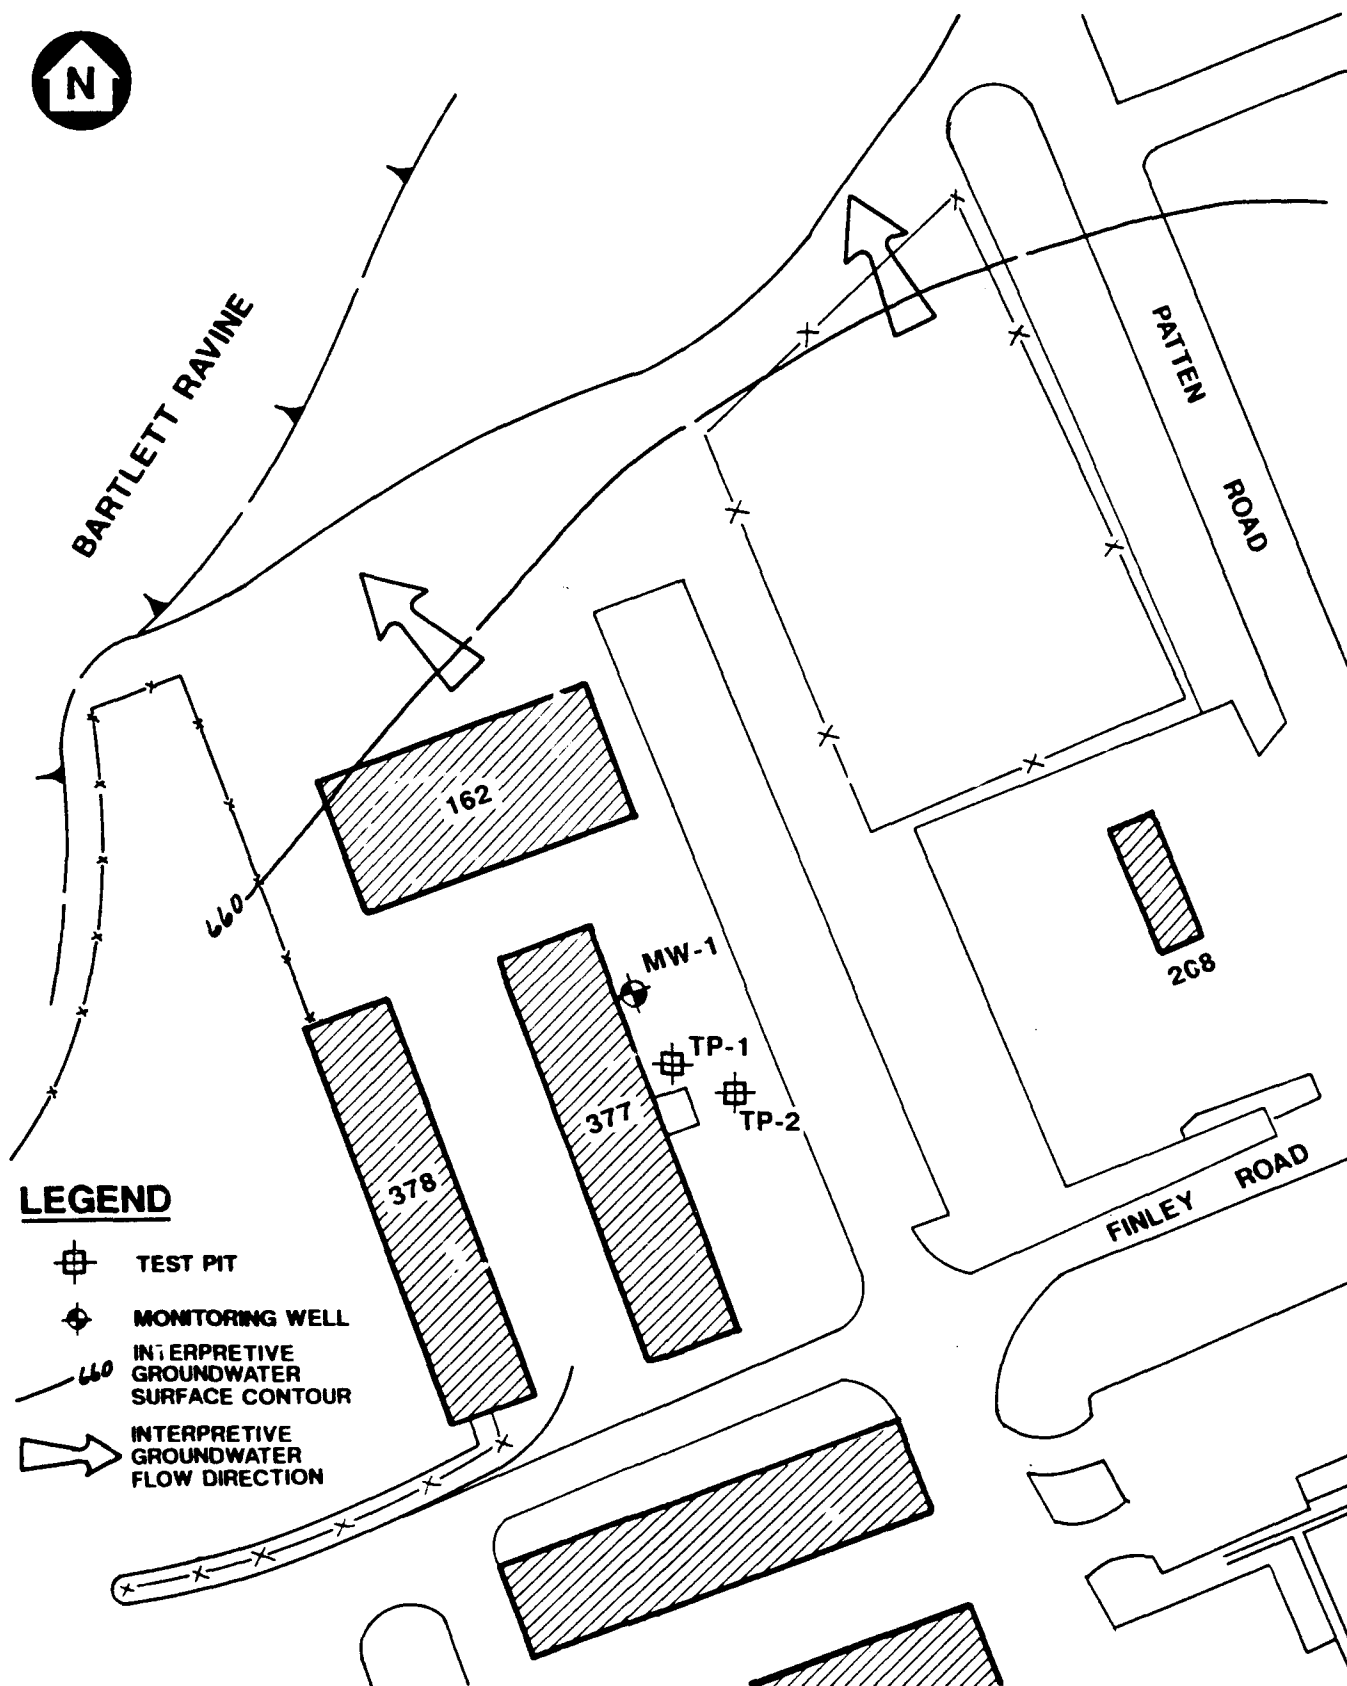 N
BARTLETT RAVINE
PATTEN
ROAD
162
660
MW-1
208
TP-1
TP-2
377
378
FINLEY ROAD
LEGEND
TEST PIT
MONITORING WELL
660
INTERPRETIVE
GROUNDWATER
SURFACE CONTOUR
INTERPRETIVE
GROUNDWATER
FLOW DIRECTION